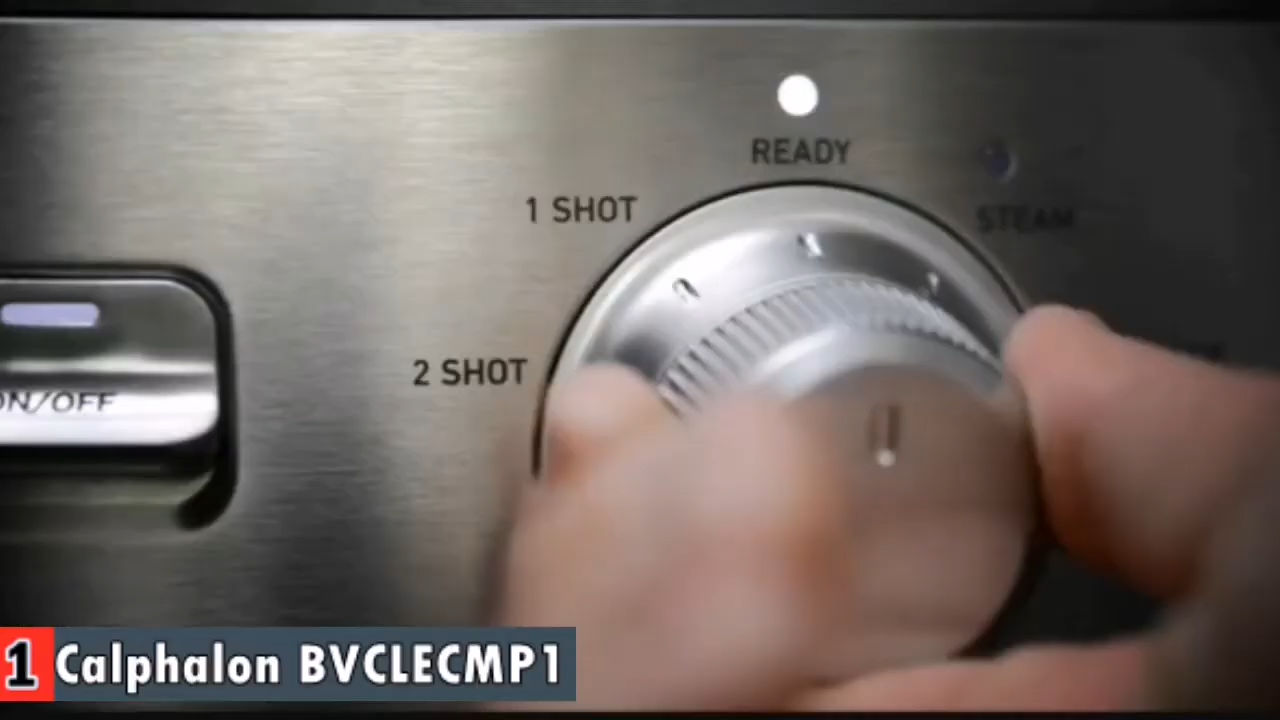 READY
1 SHOT
STEAM
2 SHOT
ON/OFF
1 Calphalon BVCLECMP1